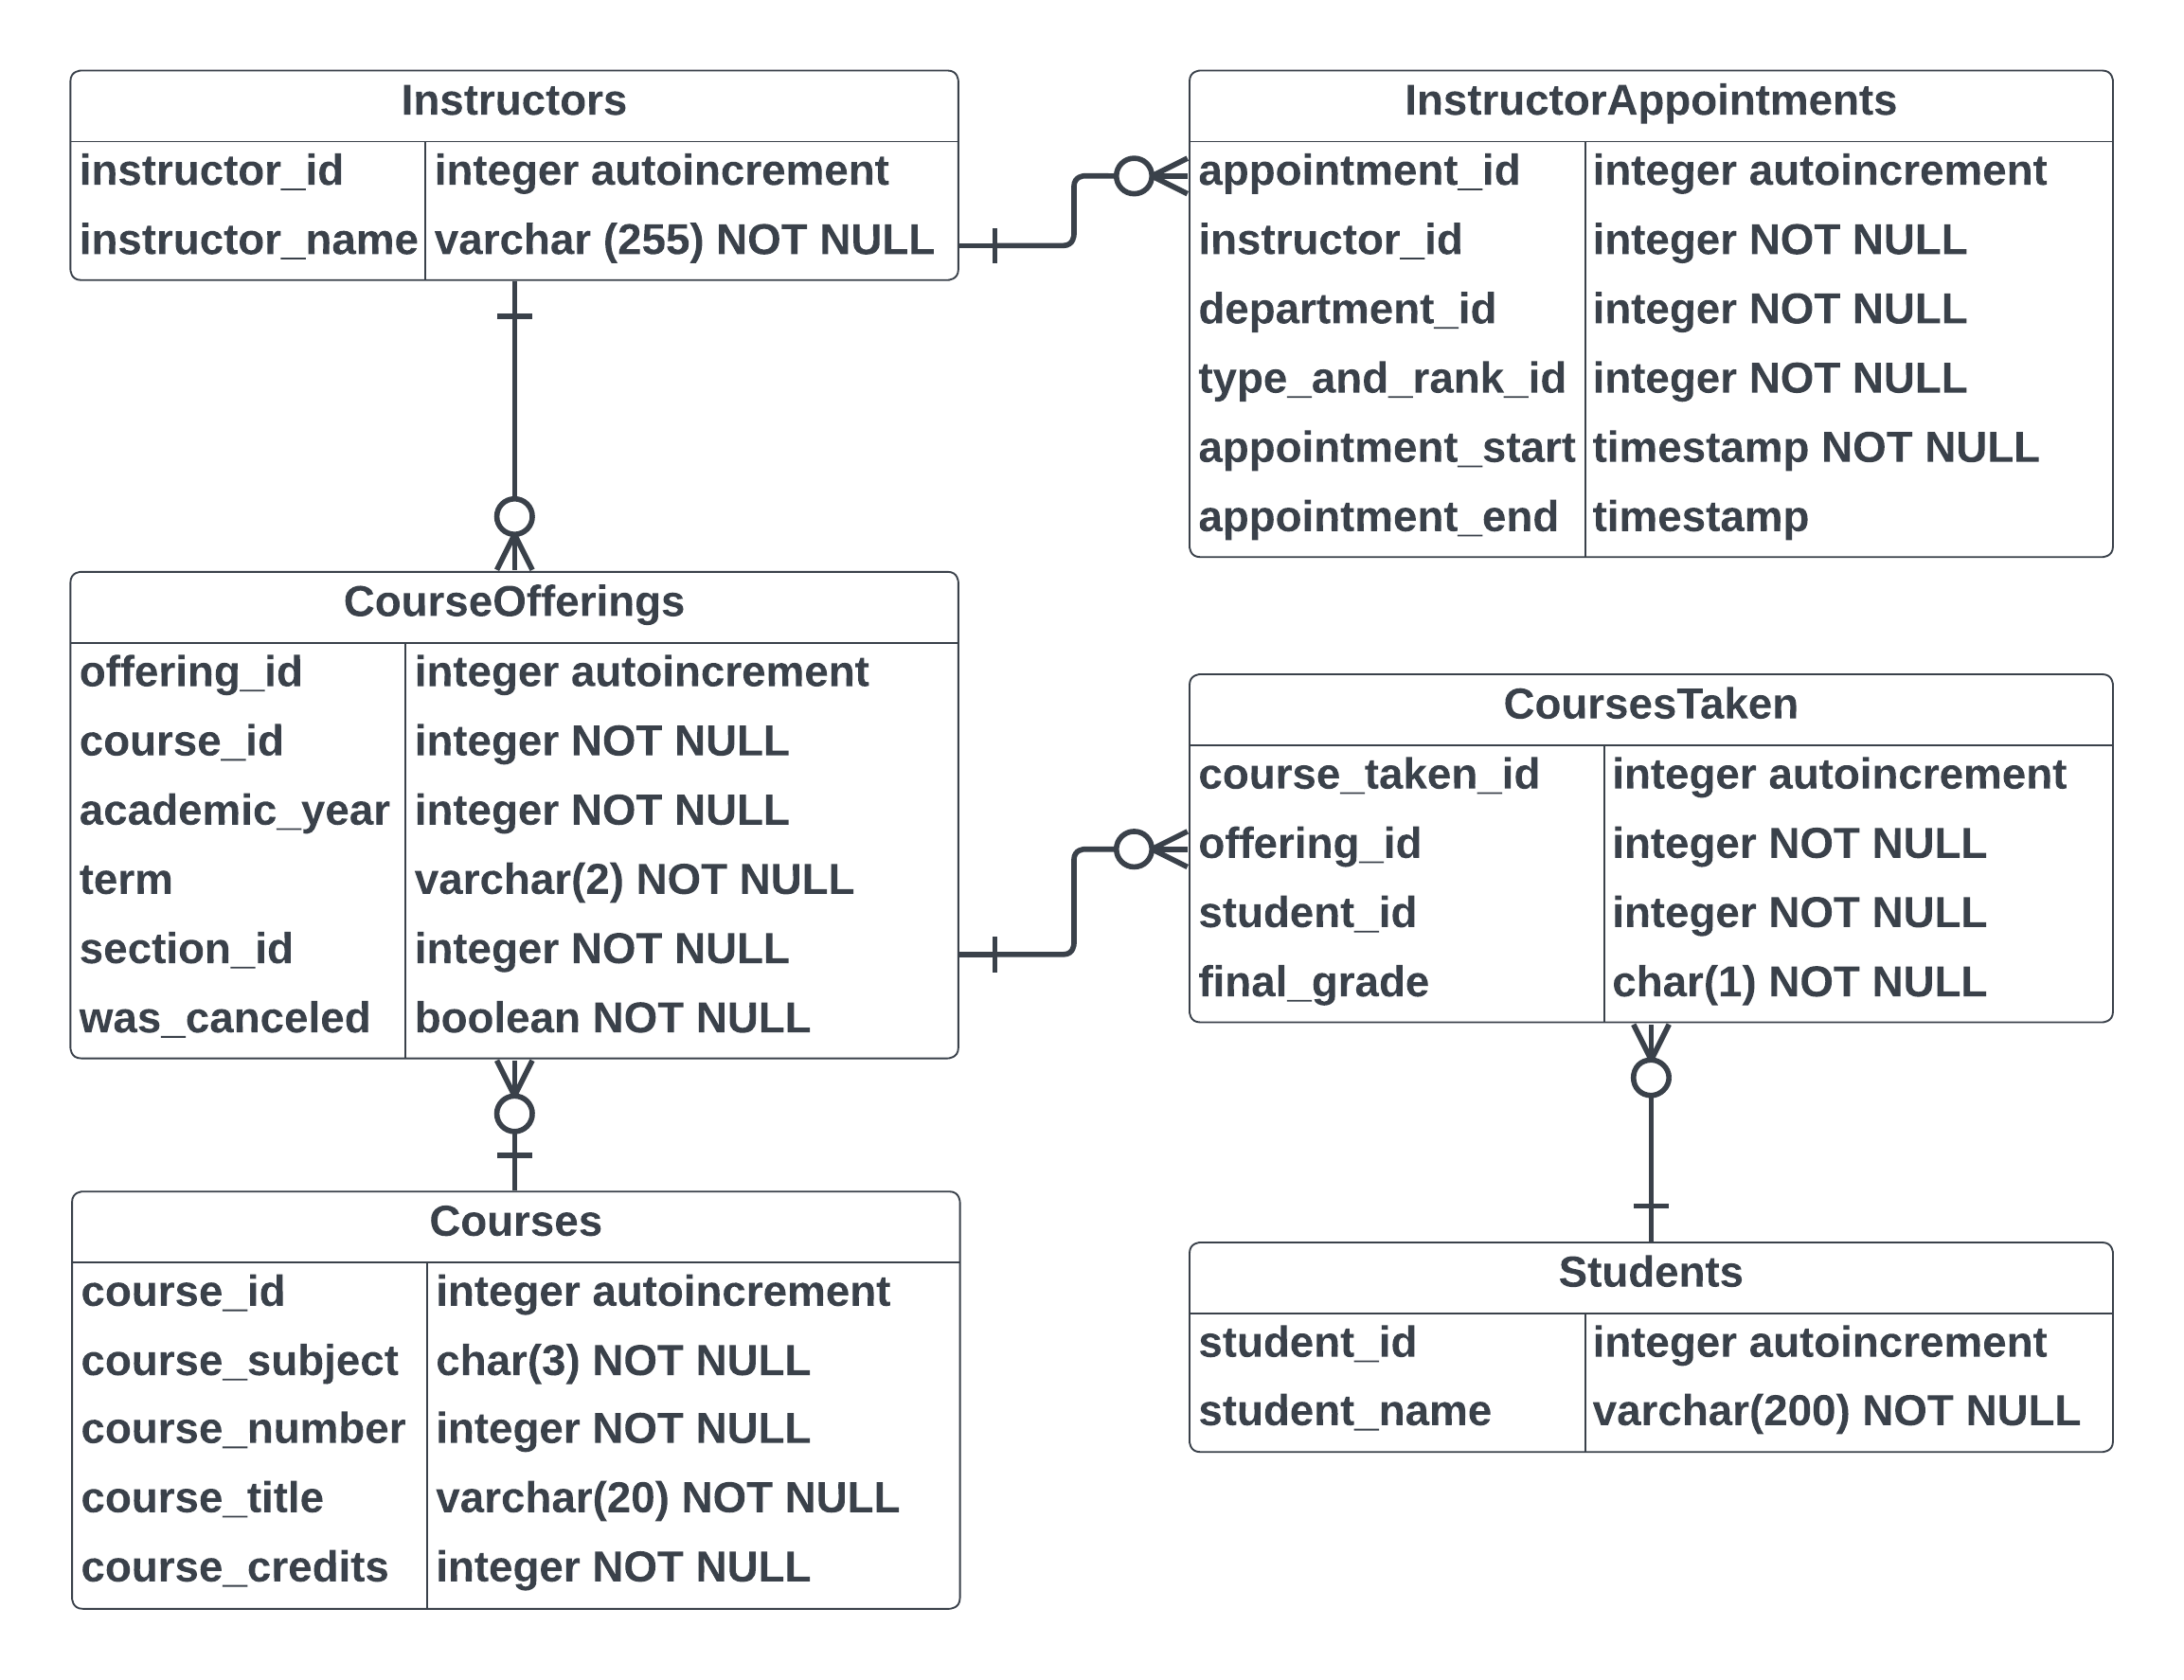 Instructors
instructor_id integer autoincrement
instructor_name varchar (255) NOT NULL
InstructorAppointments
appointment_id integer autoincrement
instructor_id integer NOT NULL
department_id integer NOT NULL
type_and_rank_id integer NOT NULL
appointment_start timestamp NOT NULL
appointment_end timestamp
CourseOfferings
offering_id integer autoincrement
course_id integer NOT NULL
academic_year integer NOT NULL
term varchar(2) NOT NULL
section_id integer NOT NULL
was_canceled boolean NOT NULL
CoursesTaken
course_taken_id integer autoincrement
offering_id integer NOT NULL
student_id integer NOT NULL
final_grade char(1) NOT NULL
Courses
course_id integer autoincrement
course_subject char(3) NOT NULL
course_number integer NOT NULL
course_title varchar(20) NOT NULL
course_credits integer NOT NULL
Students
student_id integer autoincrement
student_name varchar(200) NOT NULL